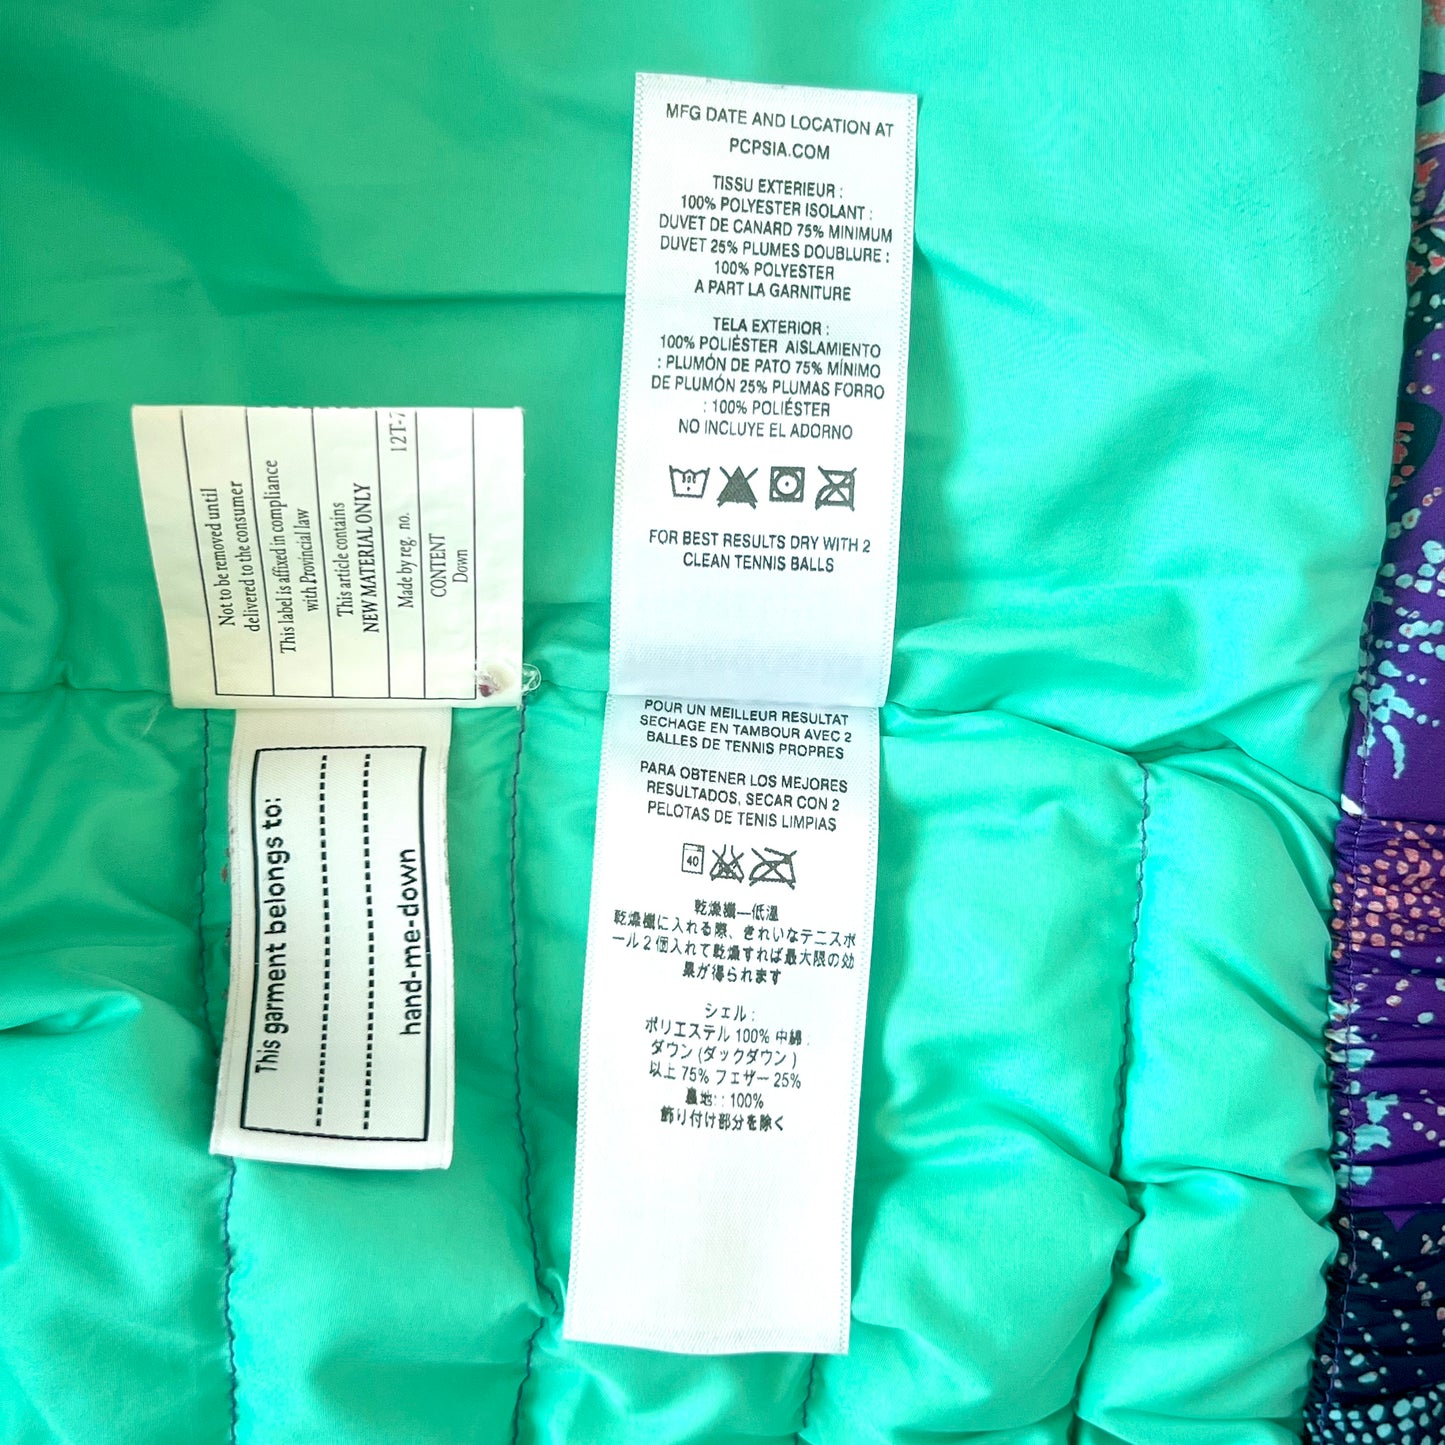 MFG DATE AND LOCATION AT
PCPSIA.COM
TISSU EXTERIEUR :
100% POLYESTER ISOLANT :
DUVET DE CANARD 75% MINIMUM
DUVET 25% PLUMES DOUBLURE :
100% POLYESTER
A PART LA GARNITURE
TELA EXTERIOR :
100% POLIÉSTER AISLAMIENTO
: PLUMÓN DE PATO 75% MÍNIMO
DE PLUMÓN 25% PLUMAS FORRO
: 100% POLIÉSTER
NO INCLUYE EL ADORNO
FOR BEST RESULTS DRY WITH 2
CLEAN TENNIS BALLS
POUR UN MEILLEUR RESULTAT
SECHAGE EN TAMBOUR AVEC 2
BALLES DE TENNIS PROPRES
PARA OBTENER LOS MEJORES
RESULTADOS, SECAR CON 2
PELOTAS DE TENIS LIMPIAS
40
乾燥機—低温
乾燥機に入れる際、きれいなテニスボ
ール2個入れて乾燥すれば最大限の効
果が得られます
シェル :
ポリエステル 100% 中綿 :
ダウン (ダックダウン )
以上 75% フェザー 25%
裏地: : 100%
飾り付け部分を除く
Not to be removed until
delivered to the consumer
This label is affixed in compliance
with Provincial law
This article contains
NEW MATERIAL ONLY
Made by reg. no. 12T-7
CONTENT
Down
This garment belongs to:
hand-me-down